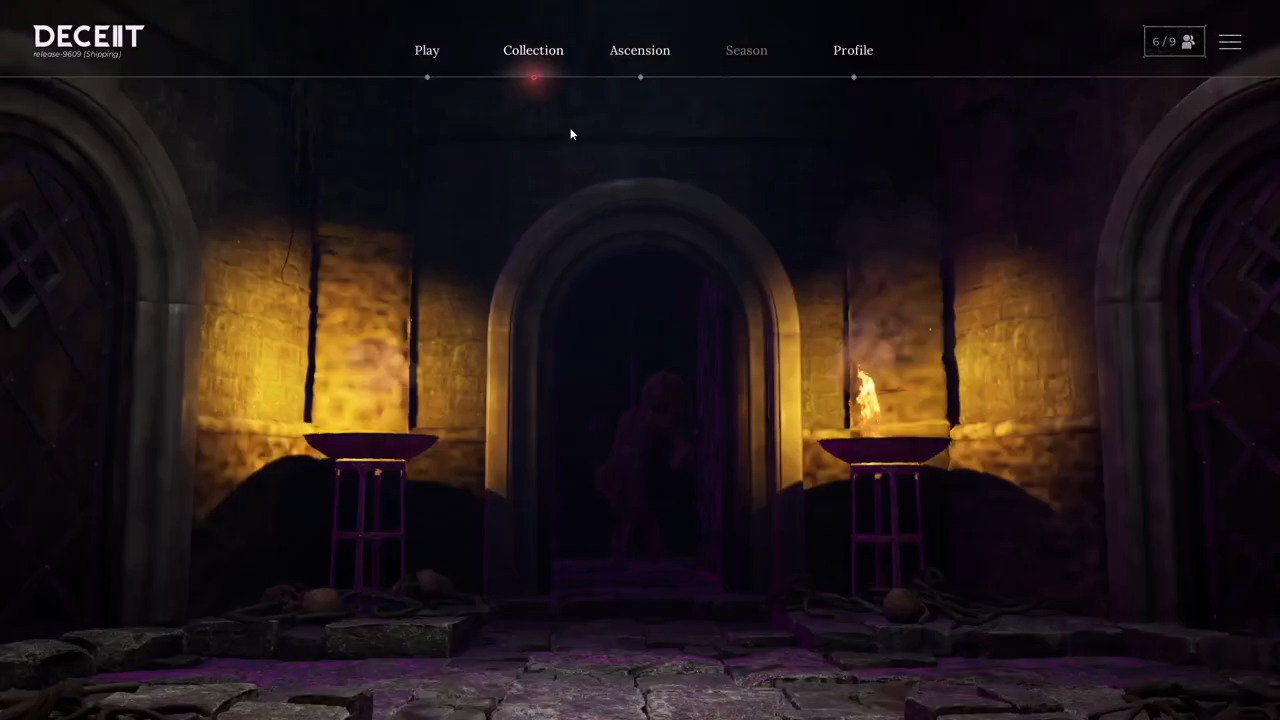 DECEIT
release-9609 (Shipping)
Play
Collection
Ascension
Season
Profile
6/9